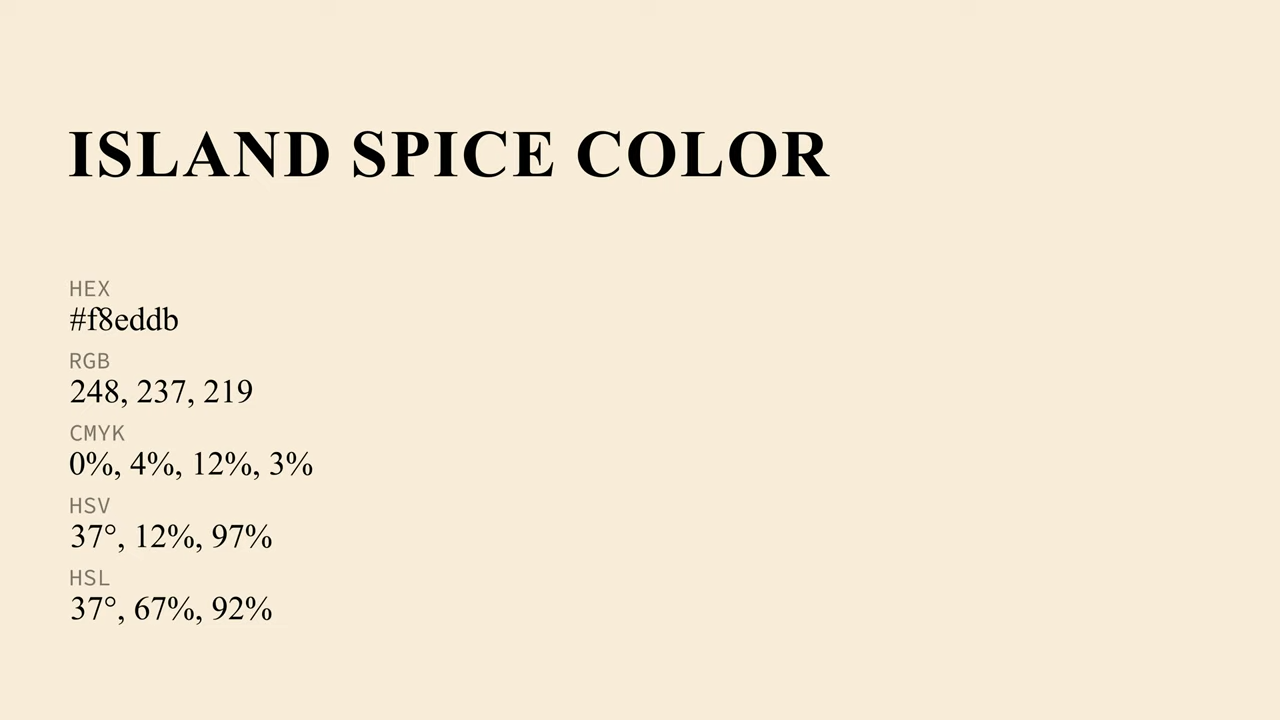 ISLAND SPICE COLOR
HEX
#f8eddb
RGB
248, 237, 219
CMYK
0%, 4%, 12%, 3%
HSV
37°, 12%, 97%
HSL
37°, 67%, 92%